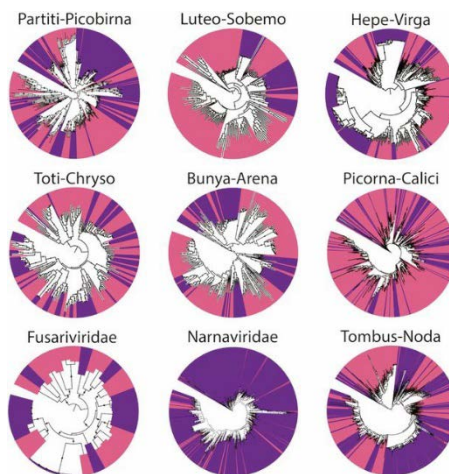 Partiti-Picobirna Luteo-Sobemo Hepe-Virga
Toti-Chryso Bunya-Arena Picorna-Calici
Fusariviridae Narnaviridae Tombus-Noda